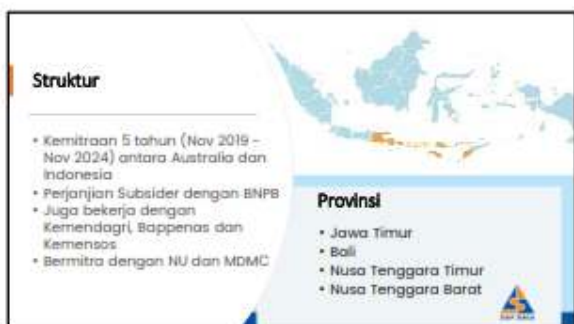 Struktur
• Kemitraan 5 tahun (Nov 2019 -
Nov 2024) antara Australia dan
Indonesia
• Perjanjian Subsider dengan BNPB
• Juga bekerja dengan
Kemendagri, Bappenas dan
Kemensos
• Bermitra dengan NU dan MDMC
Provinsi
• Jawa Timur
• Bali
• Nusa Tenggara Timur
• Nusa Tenggara Barat
SIAP SIAGA